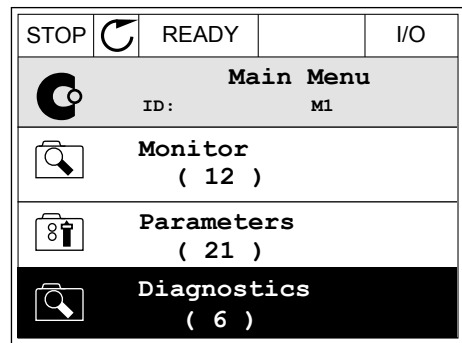 STOP READY I/O
Main Menu
ID: M1
Monitor
( 12 )
Parameters
( 21 )
Diagnostics
( 6 )